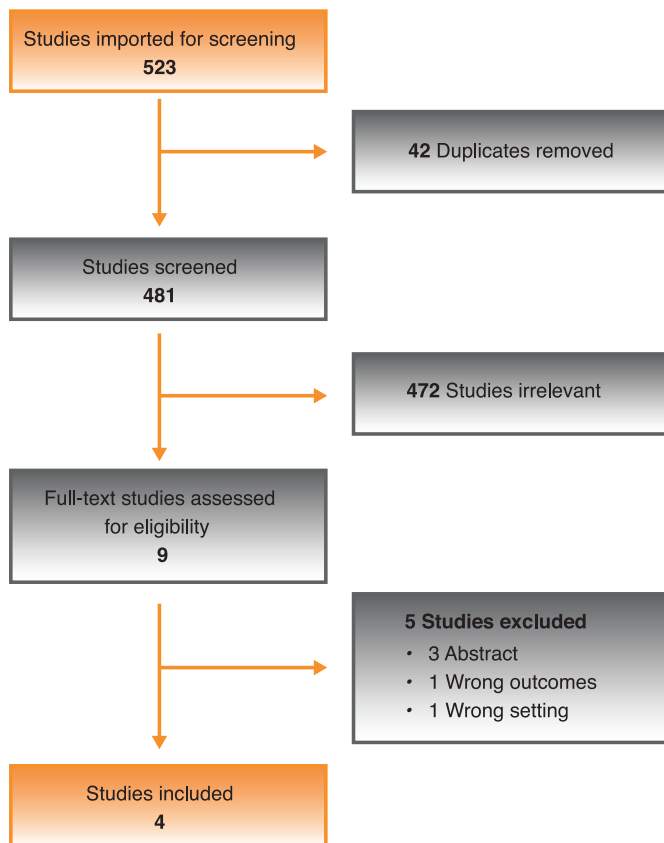 Studies imported for screening
523
42 Duplicates removed
Studies screened
481
472 Studies irrelevant
Full-text studies assessed
for eligibility
9
5 Studies excluded
• 3 Abstract
• 1 Wrong outcomes
• 1 Wrong setting
Studies included
4